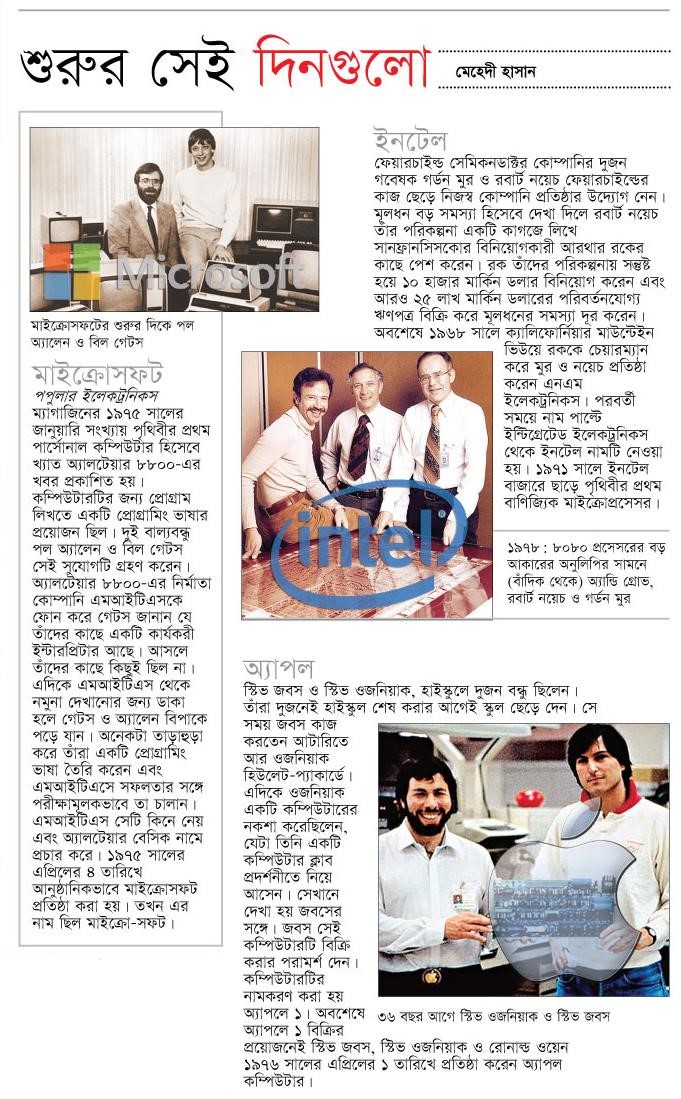 শুরুর সেই দিনগুলো
মেহেদী হাসান
Microsoft
মাইক্রোসফটের শুরুর দিকে পল
অ্যালেন ও বিল গেটস
মাইক্রোসফট
পপুলার ইলেকট্রনিকস
ম্যাগাজিনের ১৯৭৫ সালের
জানুয়ারি সংখ্যায় পৃথিবীর প্রথম
পার্সোনাল কম্পিউটার হিসেবে
খ্যাত অ্যালটেয়ার ৮৮০০-এর
খবর প্রকাশিত হয়।
কম্পিউটারটির জন্য প্রোগ্রাম
লিখতে একটি প্রোগ্রামিং ভাষার
প্রয়োজন ছিল। দুই বাল্যবন্ধু
পল অ্যালেন ও বিল গেটস
সেই সুযোগটি গ্রহণ করেন।
অ্যালটেয়ার ৮৮০০-এর নির্মাতা
কোম্পানি এমআইটিএসকে
ফোন করে গেটস জানান যে
তাঁদের কাছে একটি কার্যকরী
ইন্টারপ্রিটার আছে। আসলে
তাঁদের কাছে কিছুই ছিল না।
এদিকে এমআইটিএস থেকে
নমুনা দেখানোর জন্য ডাকা
হলে গেটস ও অ্যালেন বিপাকে
পড়ে যান। অনেকটা তাড়াহুড়া
করে তাঁরা একটি প্রোগ্রামিং
ভাষা তৈরি করেন এবং
এমআইটিএসে সফলতার সঙ্গে
পরীক্ষামূলকভাবে তা চালান।
এমআইটিএস সেটি কিনে নেয়
এবং অ্যালটেয়ার বেসিক নামে
প্রচার করে। ১৯৭৫ সালের
এপ্রিলের ৪ তারিখে
আনুষ্ঠানিকভাবে মাইক্রোসফট
প্রতিষ্ঠা করা হয়। তখন এর
নাম ছিল মাইক্রো-সফট।
ইনটেল
ফেয়ারচাইল্ড সেমিকনডাক্টর কোম্পানির দুজন
গবেষক গর্ডন মুর ও রবার্ট নয়েচ ফেয়ারচাইল্ডের
কাজ ছেড়ে নিজস্ব কোম্পানি প্রতিষ্ঠার উদ্যোগ নেন।
মূলধন বড় সমস্যা হিসেবে দেখা দিলে রবার্ট নয়েচ
তাঁর পরিকল্পনা একটি কাগজে লিখে
সানফ্রানসিসকোর বিনিয়োগকারী আরথার রকের
কাছে পেশ করেন। রক তাঁদের পরিকল্পনায় সন্তুষ্ট
হয়ে ১০ হাজার মার্কিন ডলার বিনিয়োগ করেন এবং
আরও ২৫ লাখ মার্কিন ডলারের পরিবর্তনযোগ্য
ঋণপত্র বিক্রি করে মূলধনের সমস্যা দূর করেন।
অবশেষে ১৯৬৮ সালে ক্যালিফোর্নিয়ার মাউন্টেইন
ভিউয়ে রককে চেয়ারম্যান
করে মুর ও নয়েচ প্রতিষ্ঠা
করেন এনএম
ইলেকট্রনিকস। পরবর্তী
সময়ে নাম পাল্টে
ইন্টিগ্রেটেড ইলেকট্রনিকস
থেকে ইনটেল নামটি নেওয়া
হয়। ১৯৭১ সালে ইনটেল
বাজারে ছাড়ে পৃথিবীর প্রথম
বাণিজ্যিক মাইক্রোপ্রসেসর।
intel®
১৯৭৮ : ৮০৮০ প্রসেসরের বড়
আকারের অনুলিপির সামনে
(বাঁদিক থেকে) অ্যান্ডি গ্রোভ,
রবার্ট নয়েচ ও গর্ডন মুর
অ্যাপল
স্টিভ জবস ও স্টিভ ওজনিয়াক, হাইস্কুলে দুজন বন্ধু ছিলেন।
তাঁরা দুজনেই হাইস্কুল শেষ করার আগেই স্কুল ছেড়ে দেন। সে
সময় জবস কাজ
করতেন আটারিতে
আর ওজনিয়াক
হিউলেট-প্যাকার্ডে।
এদিকে ওজনিয়াক
একটি কম্পিউটারের
নকশা করেছিলেন,
যেটা তিনি একটি
কম্পিউটার ক্লাব
প্রদর্শনীতে নিয়ে
আসেন। সেখানে
দেখা হয় জবসের
সঙ্গে। জবস সেই
কম্পিউটারটি বিক্রি
করার পরামর্শ দেন।
কম্পিউটারটির
নামকরণ করা হয়
অ্যাপলে ১। অবশেষে
অ্যাপলে ১ বিক্রির
প্রয়োজনেই স্টিভ জবস, স্টিভ ওজনিয়াক ও রোনাল্ড ওয়েন
১৯৭৬ সালের এপ্রিলের ১ তারিখে প্রতিষ্ঠা করেন অ্যাপল
কম্পিউটার।
৩৬ বছর আগে স্টিভ ওজনিয়াক ও স্টিভ জবস